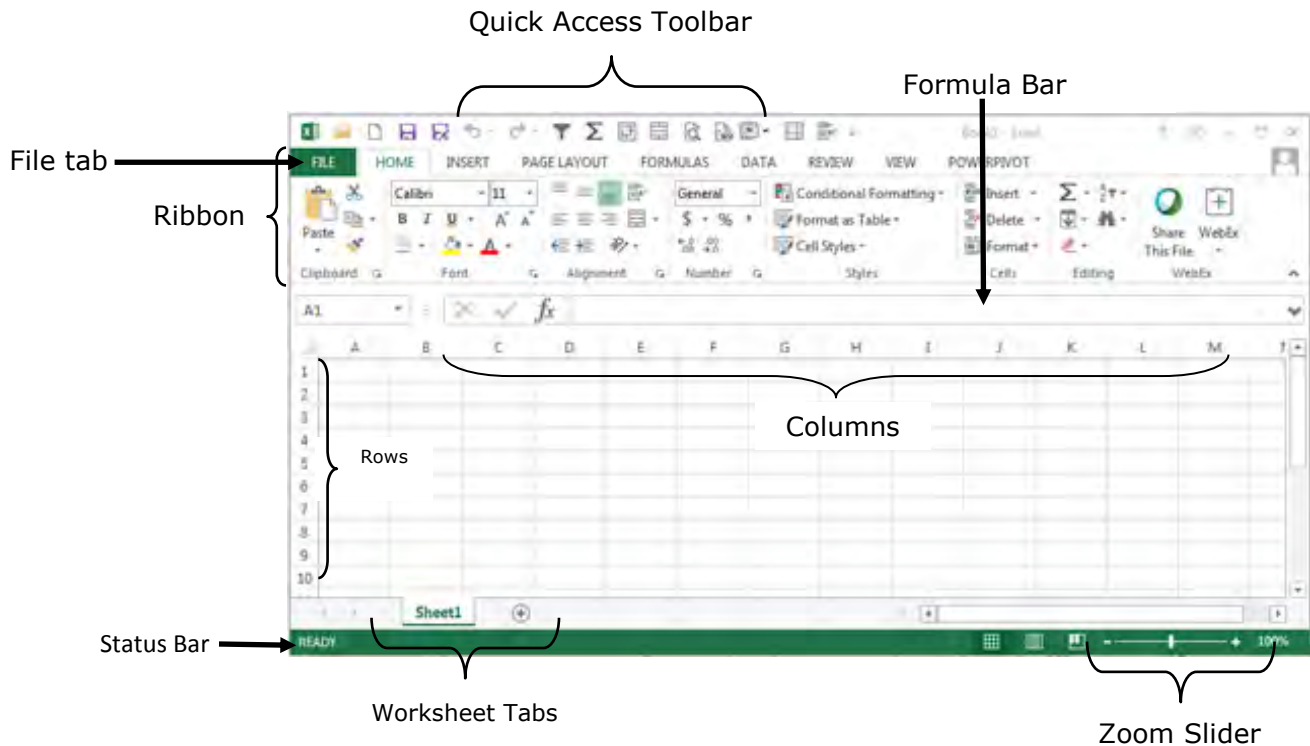 Quick Access Toolbar
Formula Bar
File tab
FILE HOME INSERT PAGE LAYOUT FORMULAS DATA REVIEW VIEW POWERPIVOT
Ribbon
Calibri 11 General Conditional Formatting Insert
B I U A A $ % Format as Table Delete
Paste Cell Styles Format Share WebEx
This File
Clipboard Font Alignment Number Styles Cells Editing WebEx
A1 fx
A B C D E F G H I J K L M
1
2
3
4
5
6
7
8
9
10
Columns
Rows
Sheet1
Status Bar
READY 100%
Worksheet Tabs
Zoom Slider